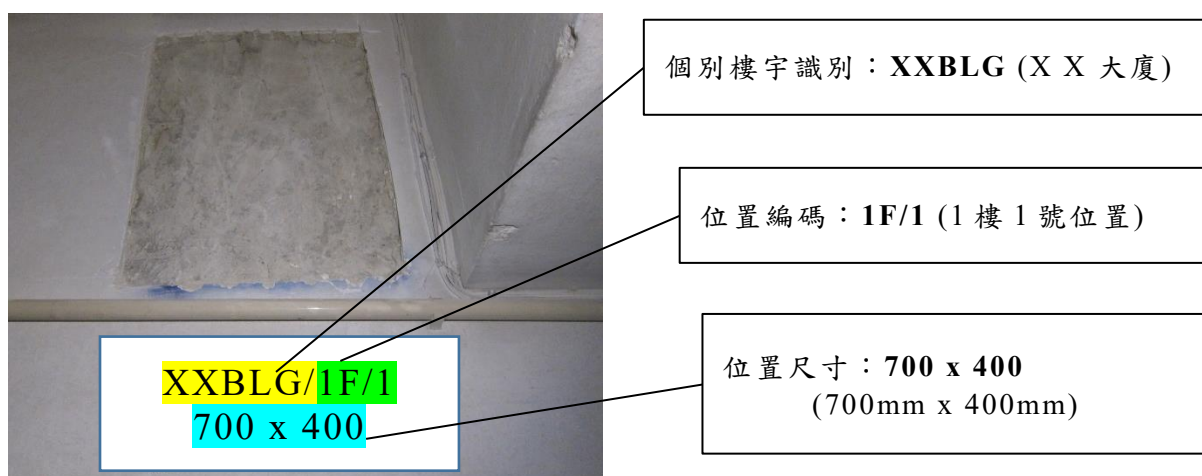 個別樓宇識別：XXBLG (X X 大廈)
位置編碼：1F/1 (1 樓 1 號位置)
位置尺寸：700 x 400
(700mm x 400mm)
XXBLG/1F/1
700 x 400